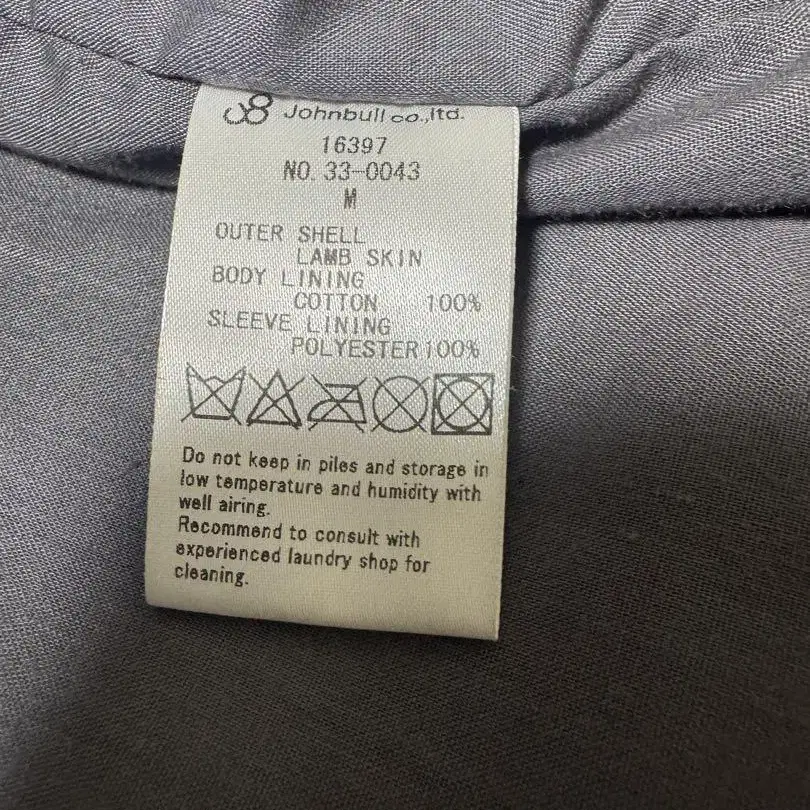 Johnbull co.,ltd.
16397
NO. 33-0043
M
OUTER SHELL
LAMB SKIN
BODY LINING
COTTON 100%
SLEEVE LINING
POLYESTER 100%
Do not keep in piles and storage in
low temperature and humidity with
well airing.
Recommend to consult with
experienced laundry shop for
cleaning.